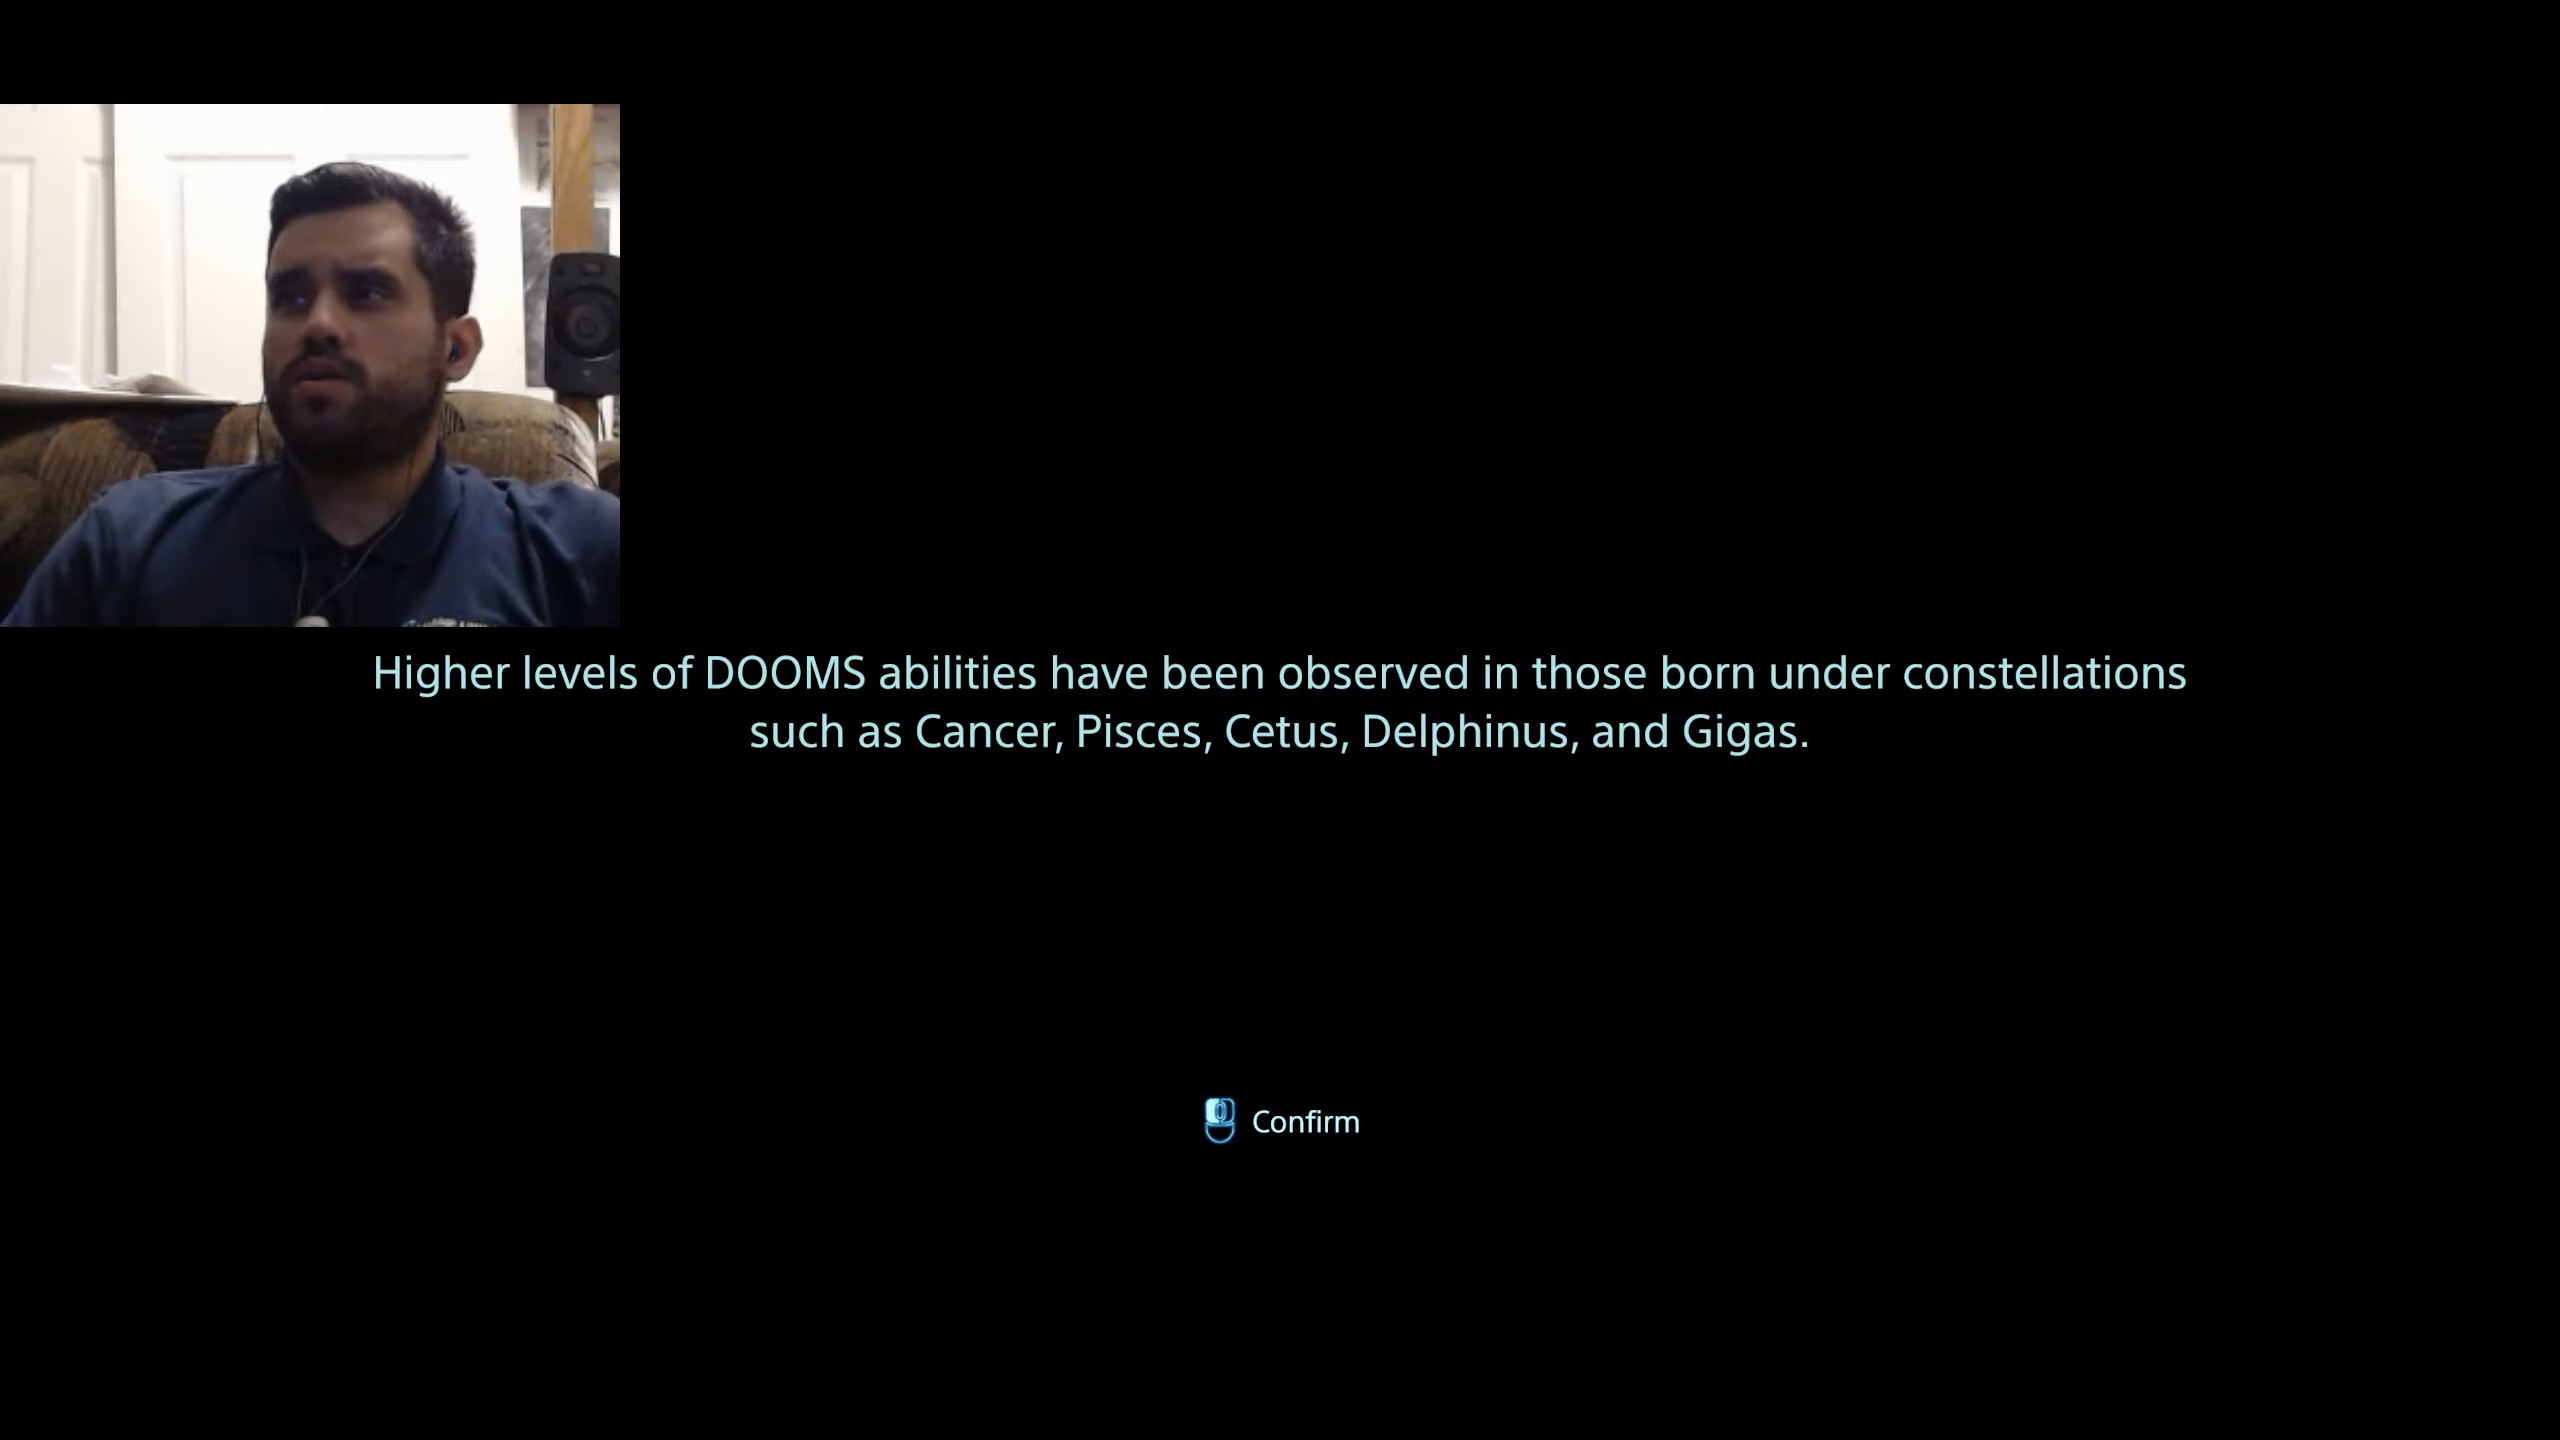 Higher levels of DOOMS abilities have been observed in those born under constellations
such as Cancer, Pisces, Cetus, Delphinus, and Gigas.
Confirm